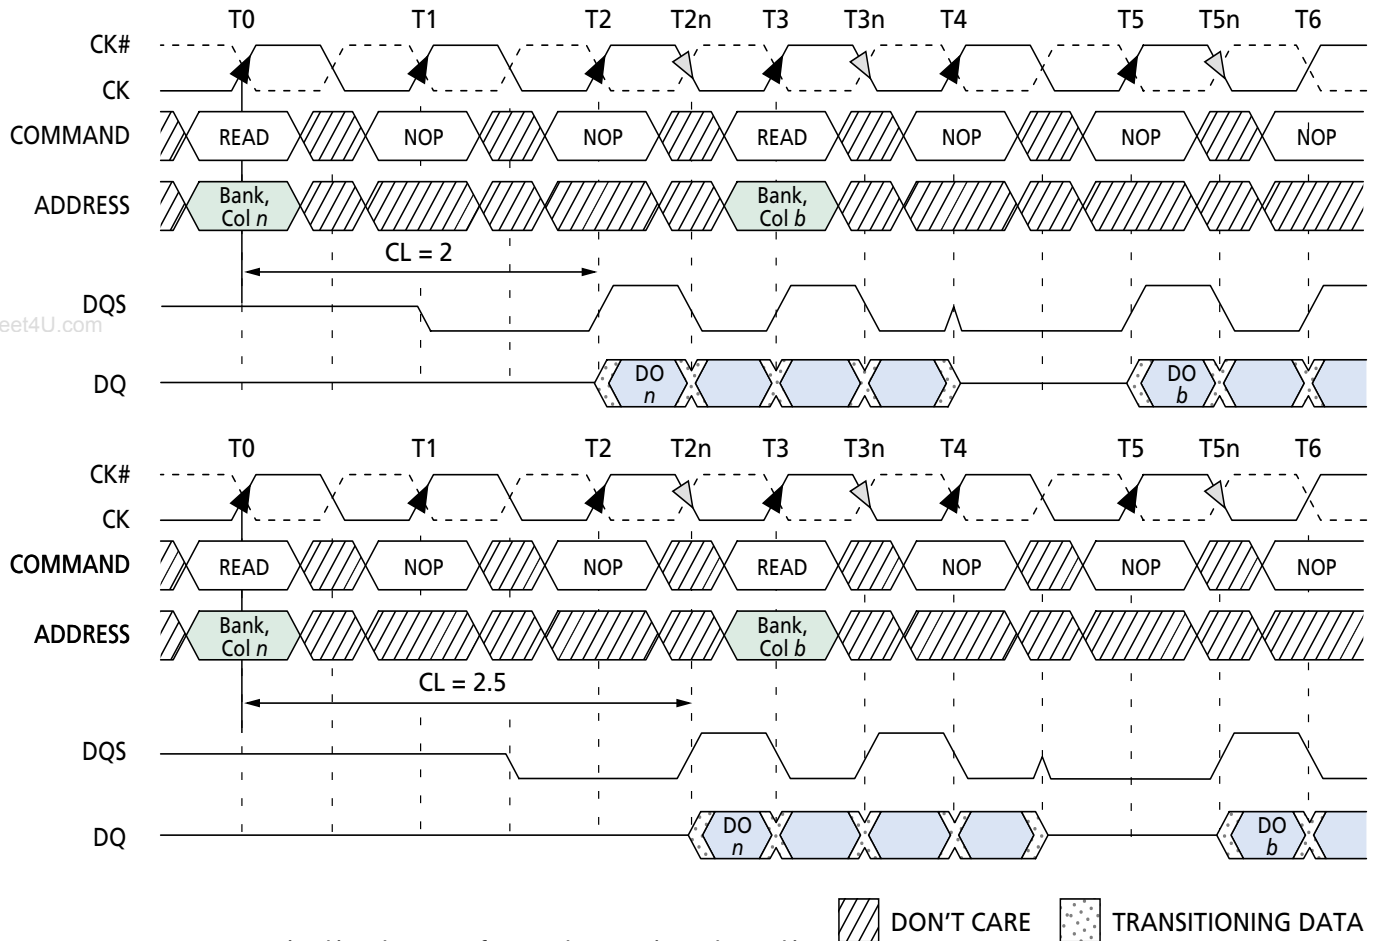 T0 T1 T2 T2n T3 T3n T4 T5 T5n T6
CK#
CK
COMMAND READ NOP NOP READ NOP NOP NOP
ADDRESS Bank, Col n Bank, Col b
CL = 2
DQS
eet4U.com
DQ DO n DO b
T0 T1 T2 T2n T3 T3n T4 T5 T5n T6
CK#
CK
COMMAND READ NOP NOP READ NOP NOP NOP
ADDRESS Bank, Col n Bank, Col b
CL = 2.5
DQS
DQ DO n DO b
DON'T CARE TRANSITIONING DATA